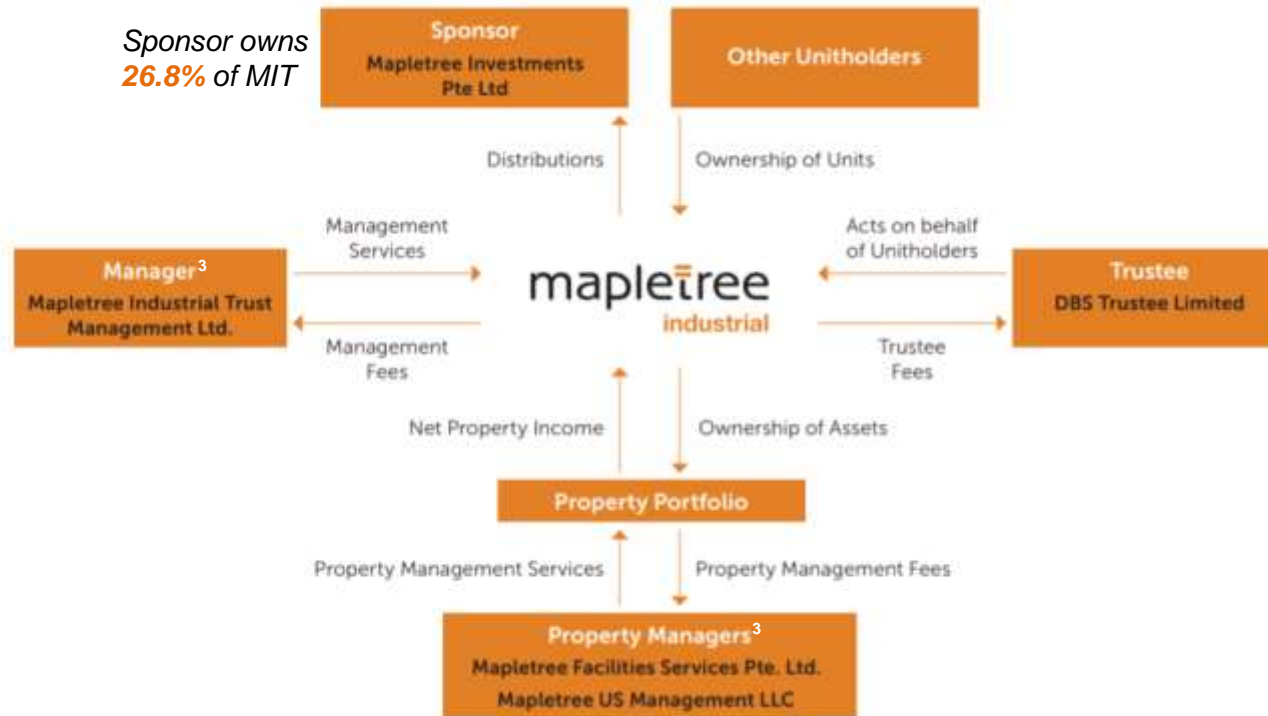 Sponsor owns
26.8% of MIT
Sponsor
Mapletree Investments
Pte Ltd
Other Unitholders
Distributions
Ownership of Units
Management
Services
Acts on behalf
of Unitholders
Manager3
Mapletree Industrial Trust
Management Ltd.
mapletree
industrial
Trustee
DBS Trustee Limited
Management
Fees
Trustee
Fees
Net Property Income
Ownership of Assets
Property Portfolio
Property Management Services
Property Management Fees
Property Managers3
Mapletree Facilities Services Pte. Ltd.
Mapletree US Management LLC